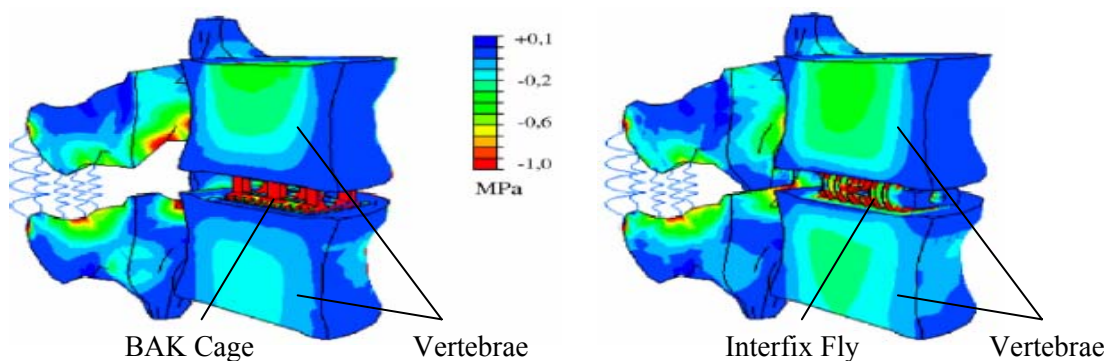 +0,1
-0,2
-0,6
-1,0
MPa
BAK Cage
Vertebrae
Interfix Fly
Vertebrae